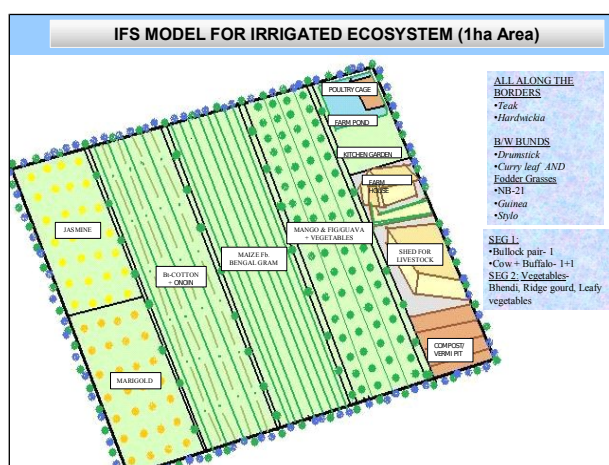 IFS MODEL FOR IRRIGATED ECOSYSTEM (1ha Area)
POULTRY CAGE
FARM POND
KITCHEN GARDEN
FARM
HOUSE
JASMINE
Bt-COTTON
+ ONOIN
MAIZE Fb.
BENGAL GRAM
MANGO & FIG/GUAVA
+ VEGETABLES
SHED FOR
LIVESTOCK
MARIGOLD
COMPOST/
VERMI PIT
ALL ALONG THE
BORDERS
•Teak
•Hardwickia
B/W BUNDS
•Drumstick
•Curry leaf AND
Fodder Grasses
•NB-21
•Guinea
•Stylo
SEG 1:
•Bullock pair- 1
•Cow + Buffalo- 1+1
SEG 2: Vegetables-
Bhendi, Ridge gourd, Leafy
vegetables